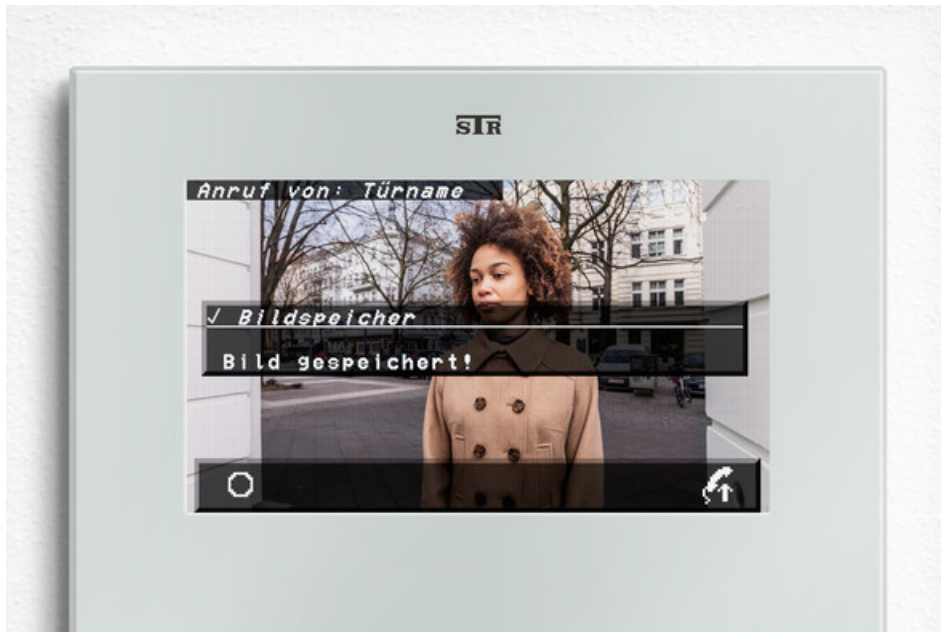 STR
Anruf von: Türname
✓ Bildspeicher
Bild gespeichert!